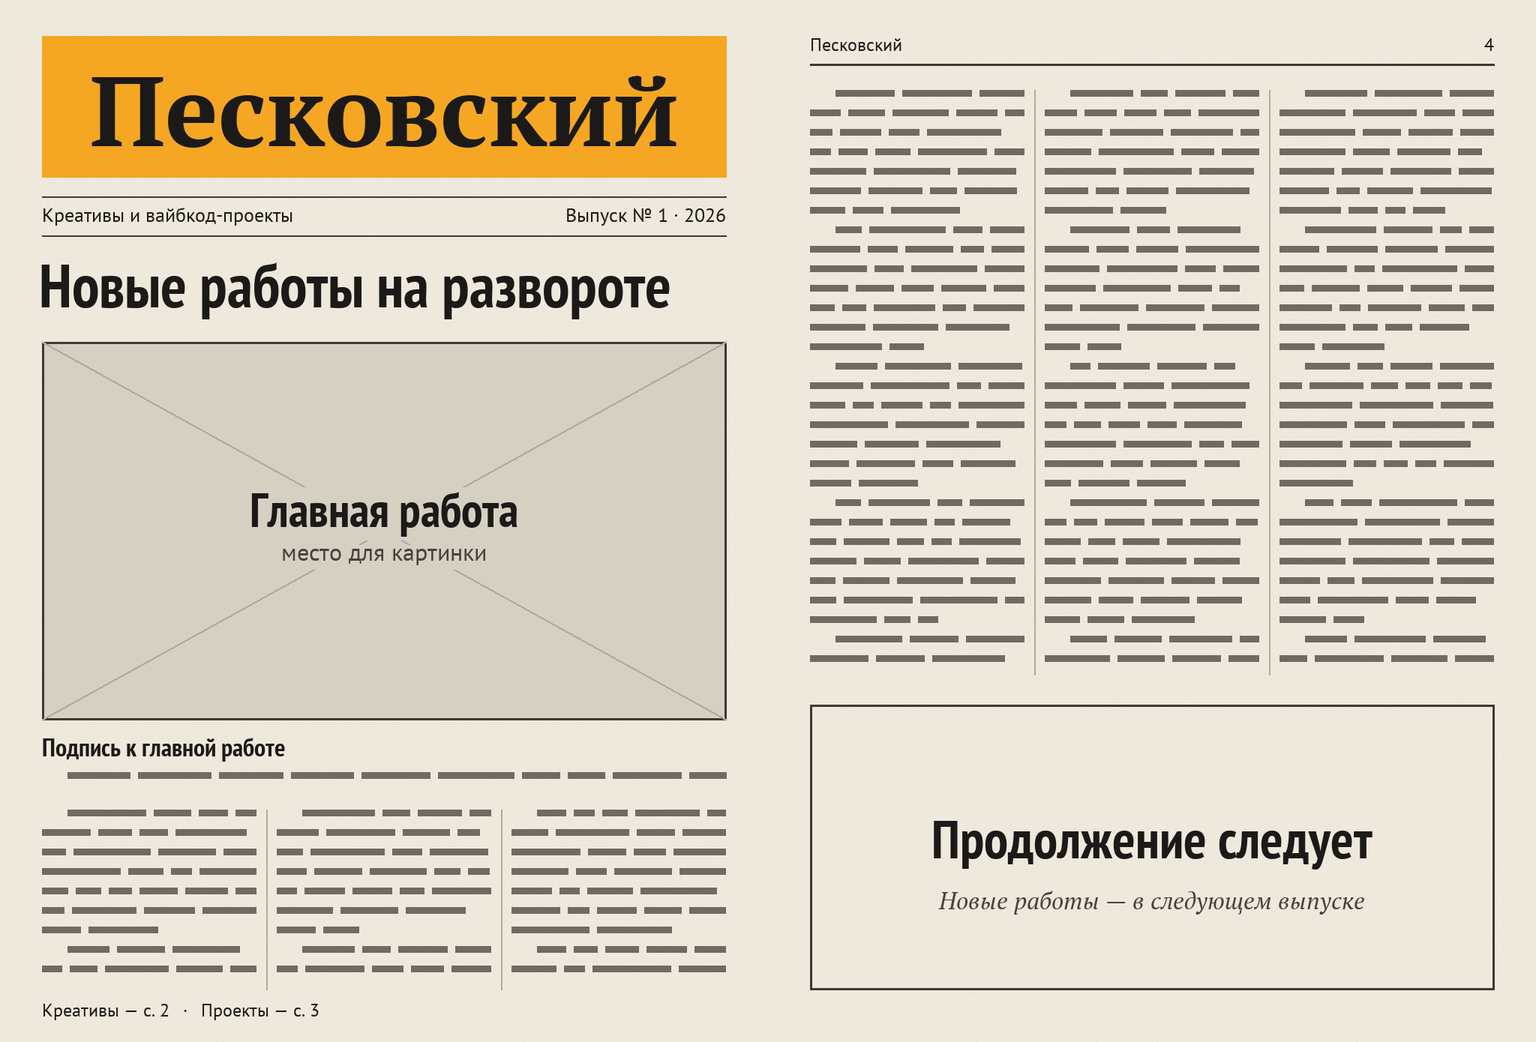 Песковский
Креативы и вайбкод-проекты
Выпуск № 1 · 2026
Новые работы на развороте
Главная работа
место для картинки
Подпись к главной работе
Креативы — с. 2 · Проекты — с. 3
Песковский
4
Продолжение следует
Новые работы — в следующем выпуске